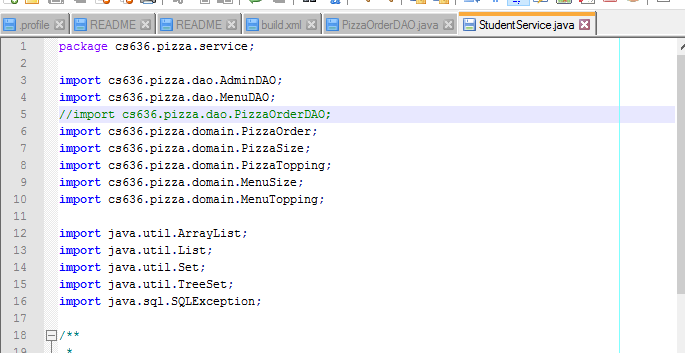 .profile README README build.xml PizzaOrderDAO.java StudentService.java
1 package cs636.pizza.service;
2
3 import cs636.pizza.dao.AdminDAO;
4 import cs636.pizza.dao.MenuDAO;
5 //import cs636.pizza.dao.PizzaOrderDAO;
6 import cs636.pizza.domain.PizzaOrder;
7 import cs636.pizza.domain.PizzaSize;
8 import cs636.pizza.domain.PizzaTopping;
9 import cs636.pizza.domain.MenuSize;
10 import cs636.pizza.domain.MenuTopping;
11
12 import java.util.ArrayList;
13 import java.util.List;
14 import java.util.Set;
15 import java.util.TreeSet;
16 import java.sql.SQLException;
17
18 /**
19 *